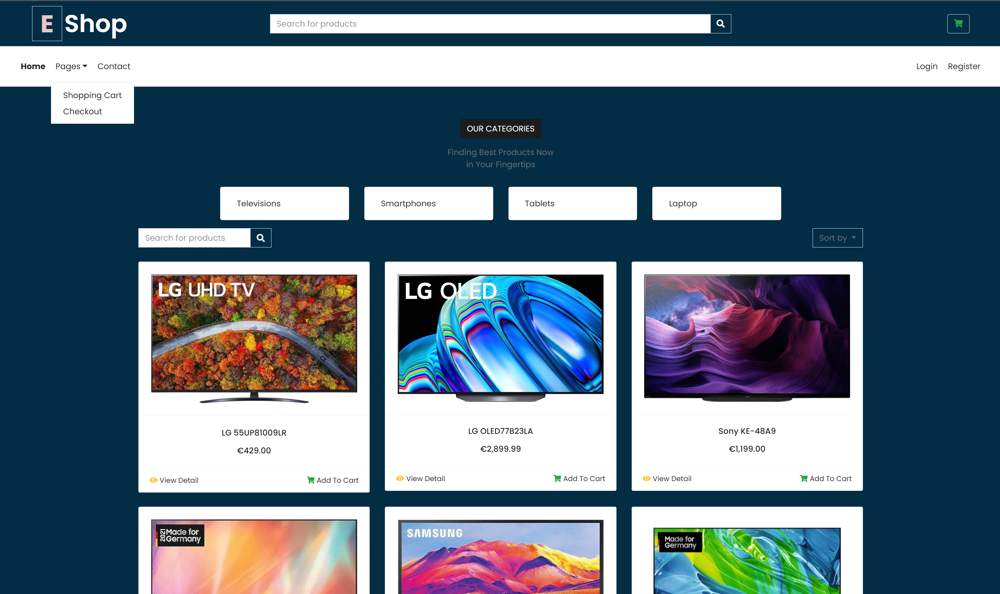 E Shop
Search for products
Home Pages Contact Login Register
Shopping Cart
Checkout
OUR CATEGORIES
Finding Best Products Now
in Your Fingertips
Televisions Smartphones Tablets Laptop
Search for products Sort by
LG UHD TV
LG 55UP81009LR
€429.00
View Detail Add To Cart
LG OLED
LG OLED77B23LA
€2,899.99
View Detail Add To Cart
Sony KE-48A9
€1,199.00
View Detail Add To Cart
2021
Made for
Germany
SAMSUNG
Made for
Germany